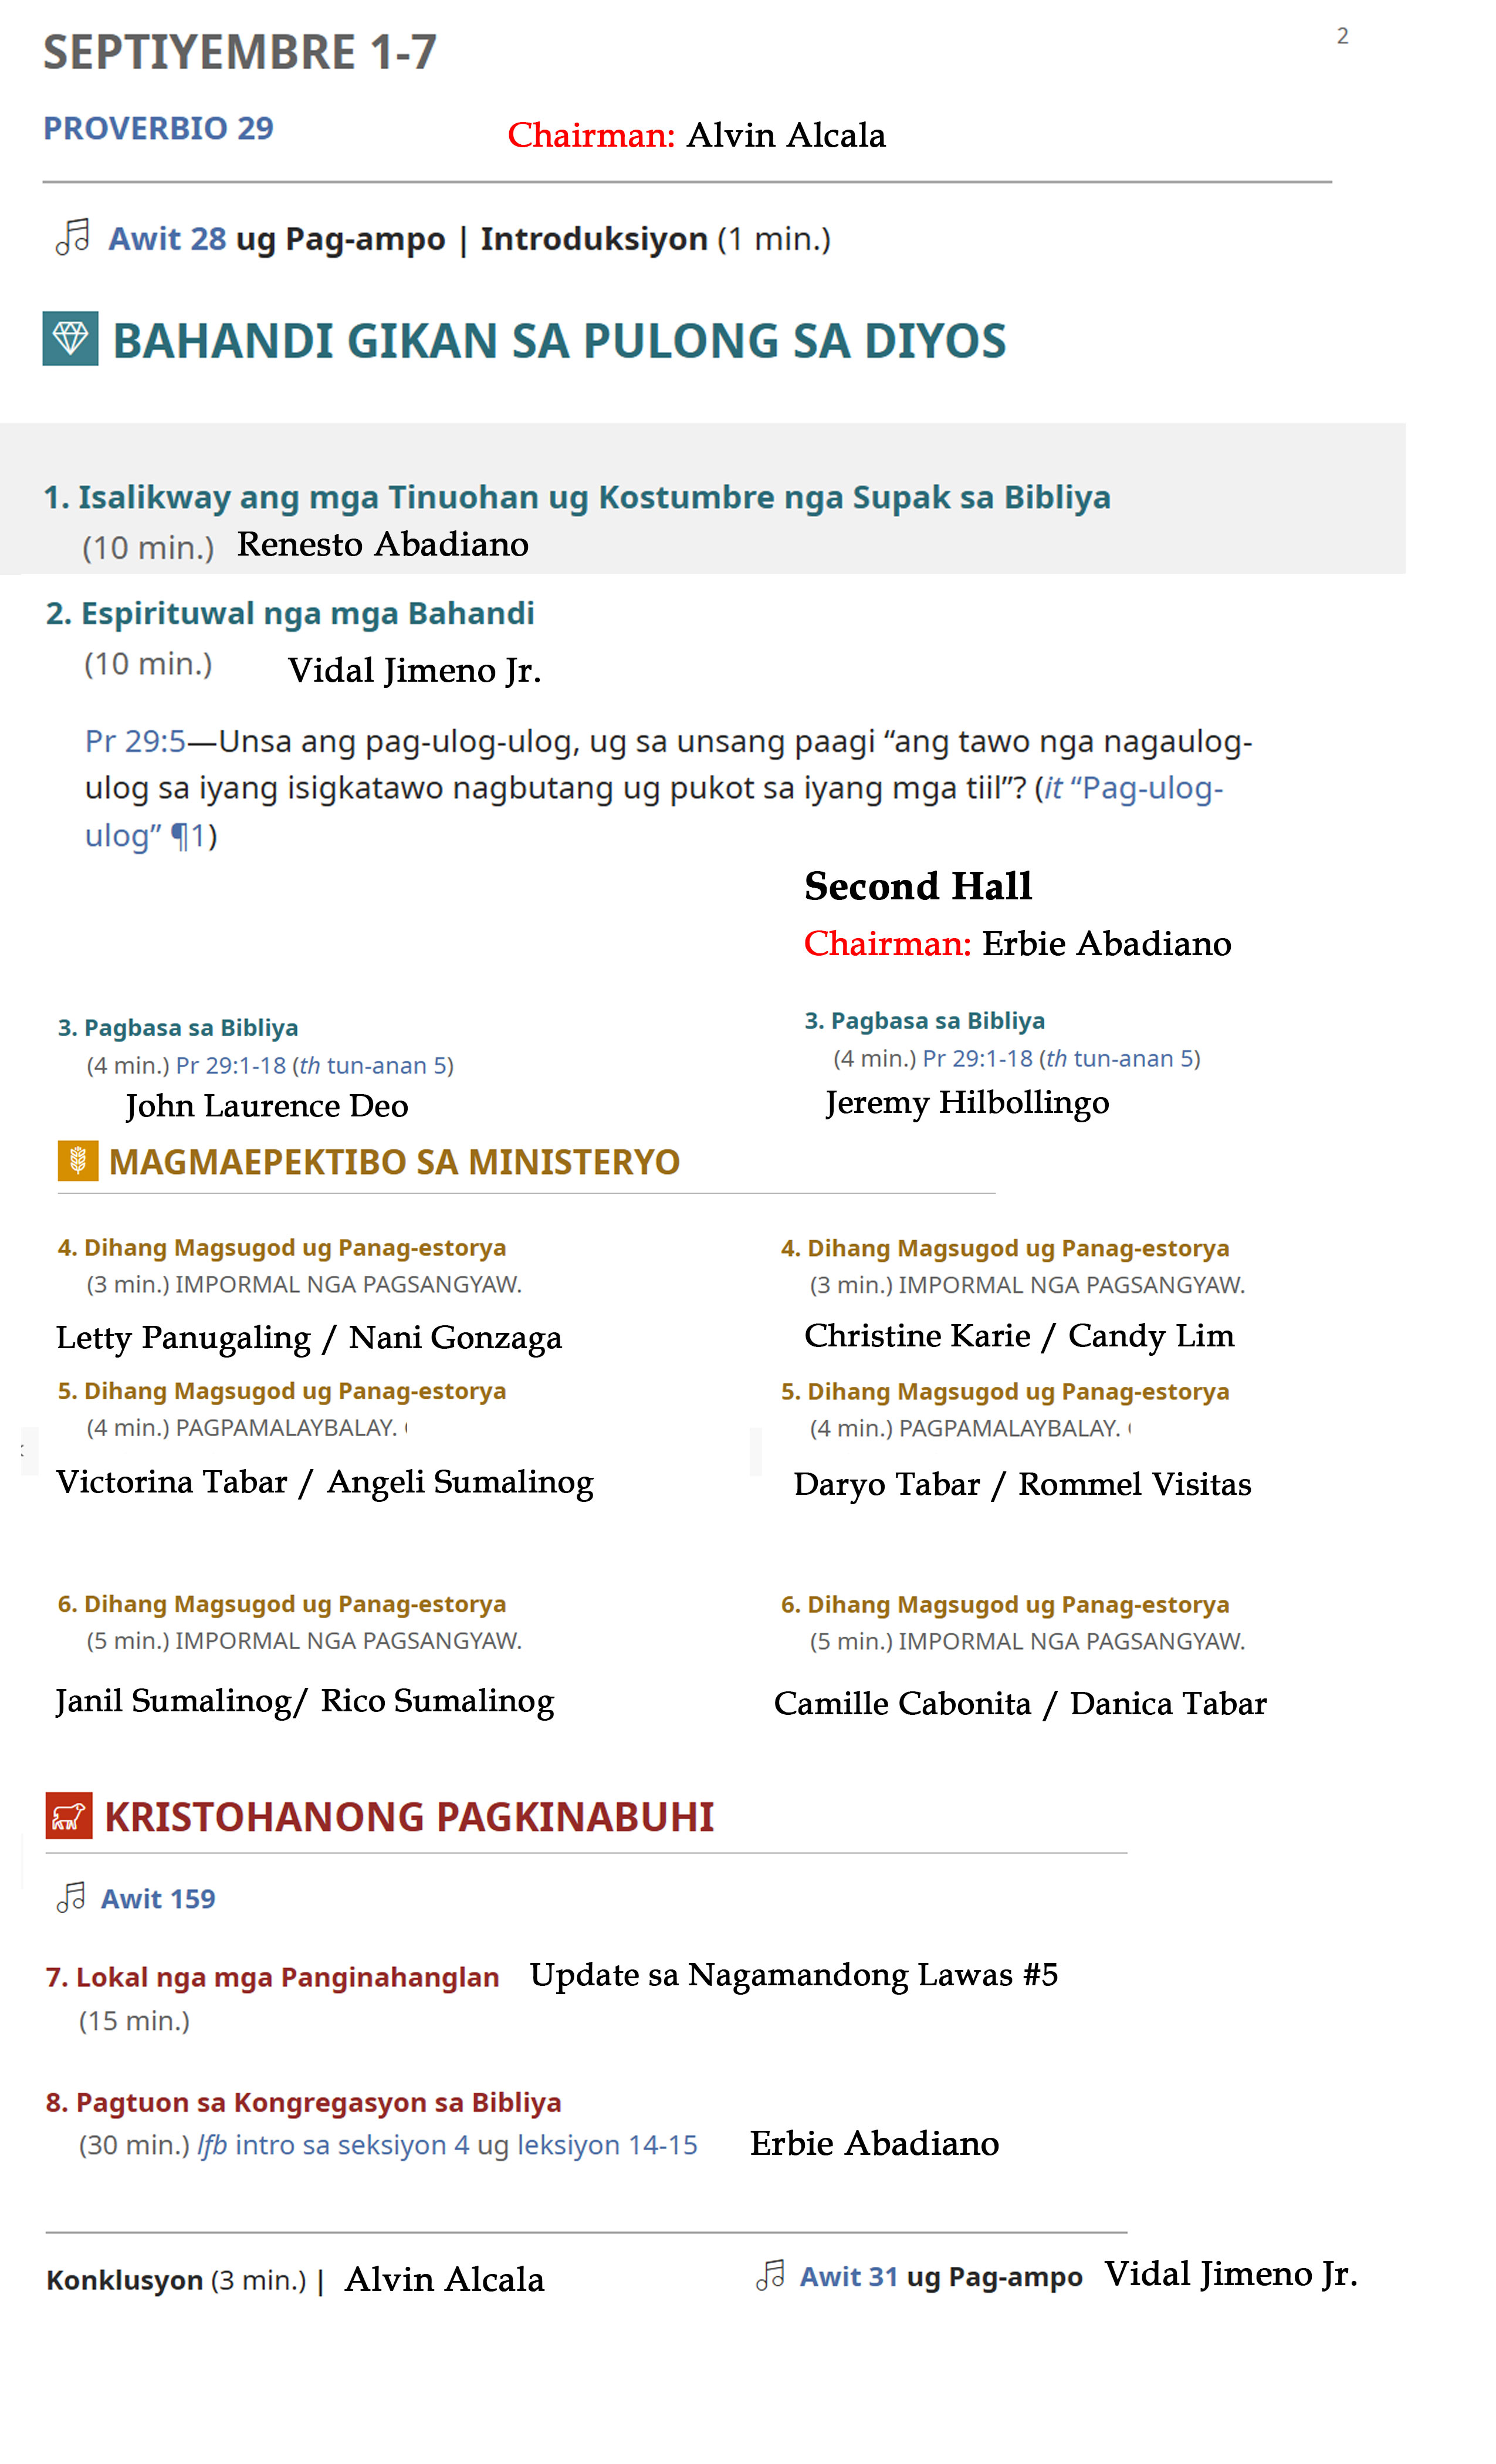 SEPTIYEMBRE 1-7
2
PROVERBIO 29
Chairman: Alvin Alcala
Awit 28 ug Pag-ampo | Introduksiyon (1 min.)
BAHANDI GIKAN SA PULONG SA DIYOS
1. Isalikway ang mga Tinuohan ug Kostumbre nga Supak sa Bibliya
(10 min.) Renesto Abadiano
2. Espirituwal nga mga Bahandi
(10 min.) Vidal Jimeno Jr.
Pr 29:5—Unsa ang pag-ulog-ulog, ug sa unsang paagi “ang tawo nga nagaulog-
ulog sa iyang isigkatawo nagbutang ug pukot sa iyang mga tiil”? (it “Pag-ulog-
ulog” ¶1)
Second Hall
Chairman: Erbie Abadiano
3. Pagbasa sa Bibliya
(4 min.) Pr 29:1-18 (th tun-anan 5)
John Laurence Deo
3. Pagbasa sa Bibliya
(4 min.) Pr 29:1-18 (th tun-anan 5)
Jeremy Hilbollingo
MAGMAEPEKTIBO SA MINISTERYO
4. Dihang Magsugod ug Panag-estorya
(3 min.) IMPORMAL NGA PAGSANGYAW.
Letty Panugaling / Nani Gonzaga
4. Dihang Magsugod ug Panag-estorya
(3 min.) IMPORMAL NGA PAGSANGYAW.
Christine Karie / Candy Lim
5. Dihang Magsugod ug Panag-estorya
(4 min.) PAGPAMALAYBALAY.
Victorina Tabar / Angeli Sumalinog
5. Dihang Magsugod ug Panag-estorya
(4 min.) PAGPAMALAYBALAY.
Daryo Tabar / Rommel Visitas
6. Dihang Magsugod ug Panag-estorya
(5 min.) IMPORMAL NGA PAGSANGYAW.
Janil Sumalinog/ Rico Sumalinog
6. Dihang Magsugod ug Panag-estorya
(5 min.) IMPORMAL NGA PAGSANGYAW.
Camille Cabonita / Danica Tabar
KRISTOHANONG PAGKINABUHI
Awit 159
7. Lokal nga mga Panginahanglan Update sa Nagamandong Lawas #5
(15 min.)
8. Pagtuon sa Kongregasyon sa Bibliya
(30 min.) lfb intro sa seksiyon 4 ug leksiyon 14-15 Erbie Abadiano
Konklusyon (3 min.) | Alvin Alcala
Awit 31 ug Pag-ampo Vidal Jimeno Jr.